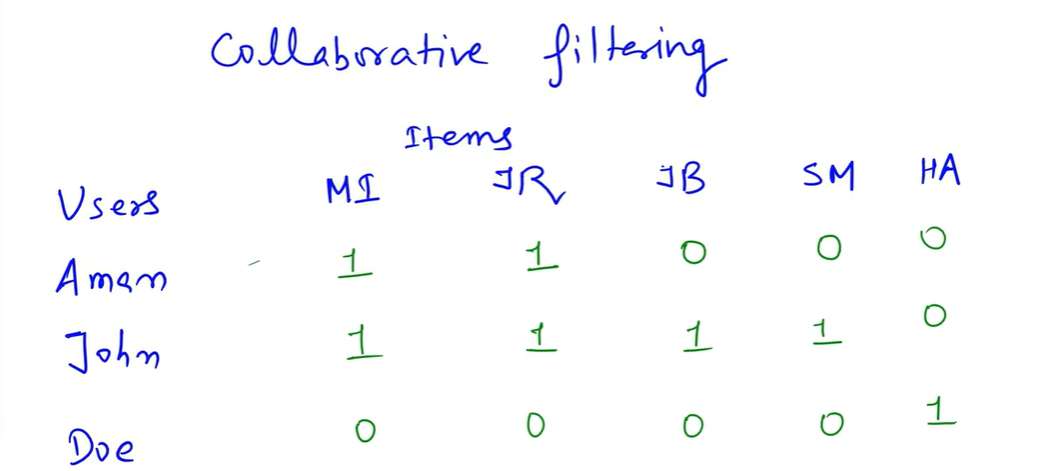 Collaborative filtering
Items
Users MI JR JB SM HA
Aman 1 1 0 0 0
John 1 1 1 1 0
Doe 0 0 0 0 1